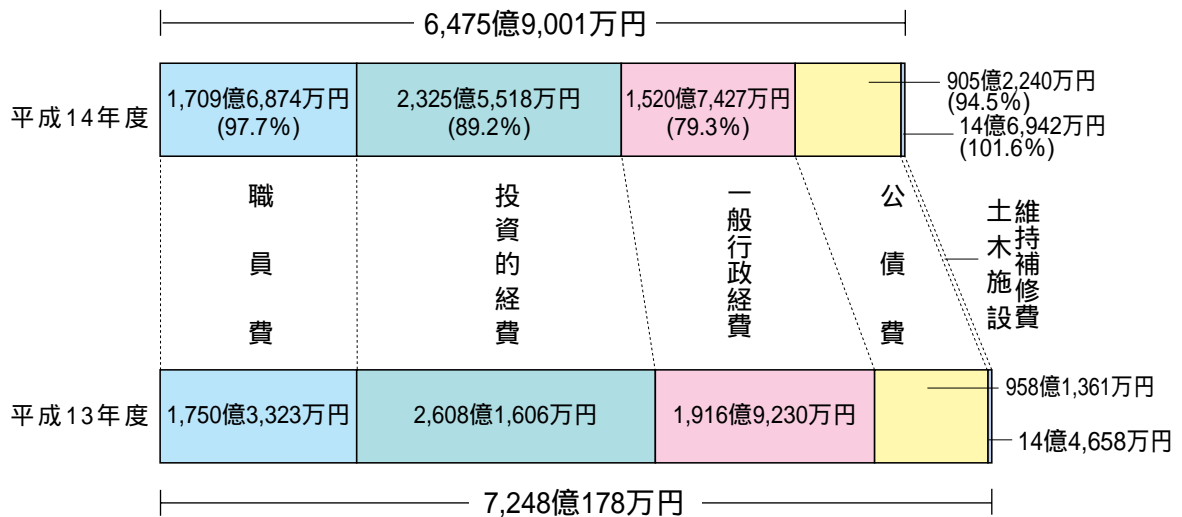 6,475億9,001万円
平成14年度
1,709億6,874万円
(97.7%)
2,325億5,518万円
(89.2%)
1,520億7,427万円
(79.3%)
905億2,240万円
(94.5%)
14億6,942万円
(101.6%)
職員費
投資的経費
一般行政経費
公債費
土木施設
維持補修費
平成13年度
1,750億3,323万円
2,608億1,606万円
1,916億9,230万円
958億1,361万円
14億4,658万円
7,248億178万円